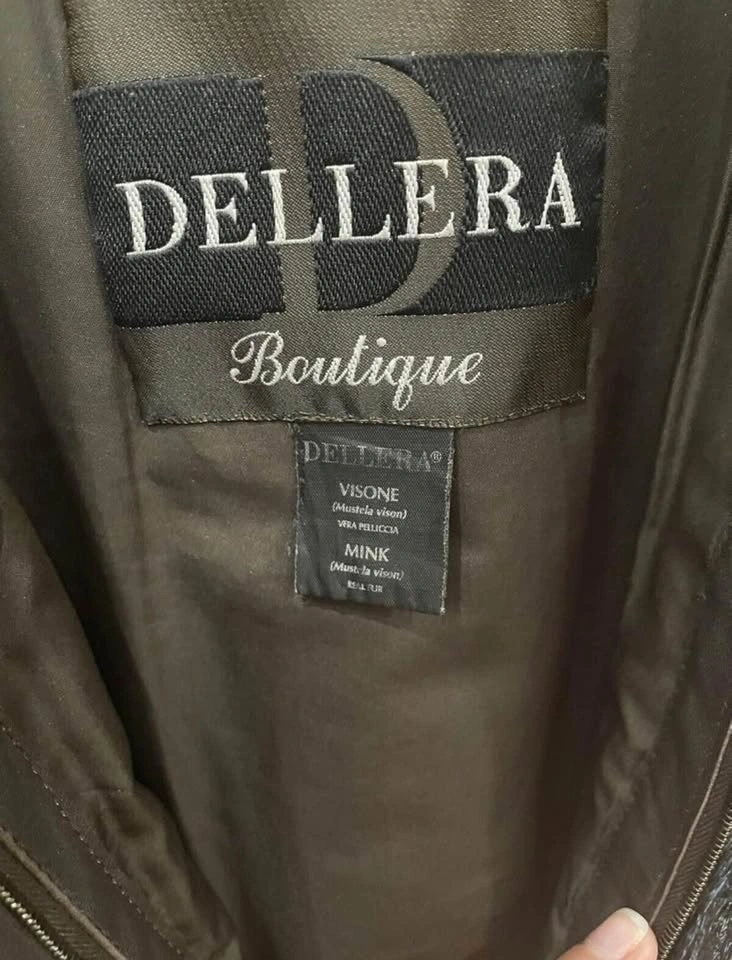 DELLERA
Boutique
DELLERA®
VISONE
(Mustela vison)
VERA PELLICCIA
MINK
(Mustela vison)
REAL FUR